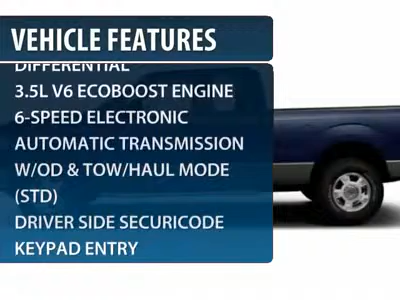 VEHICLE FEATURES
DIFFERENTIAL
3.5L V6 ECOBOOST ENGINE
6-SPEED ELECTRONIC
AUTOMATIC TRANSMISSION
W/OD & TOW/HAUL MODE
(STD)
DRIVER SIDE SECURICODE
KEYPAD ENTRY